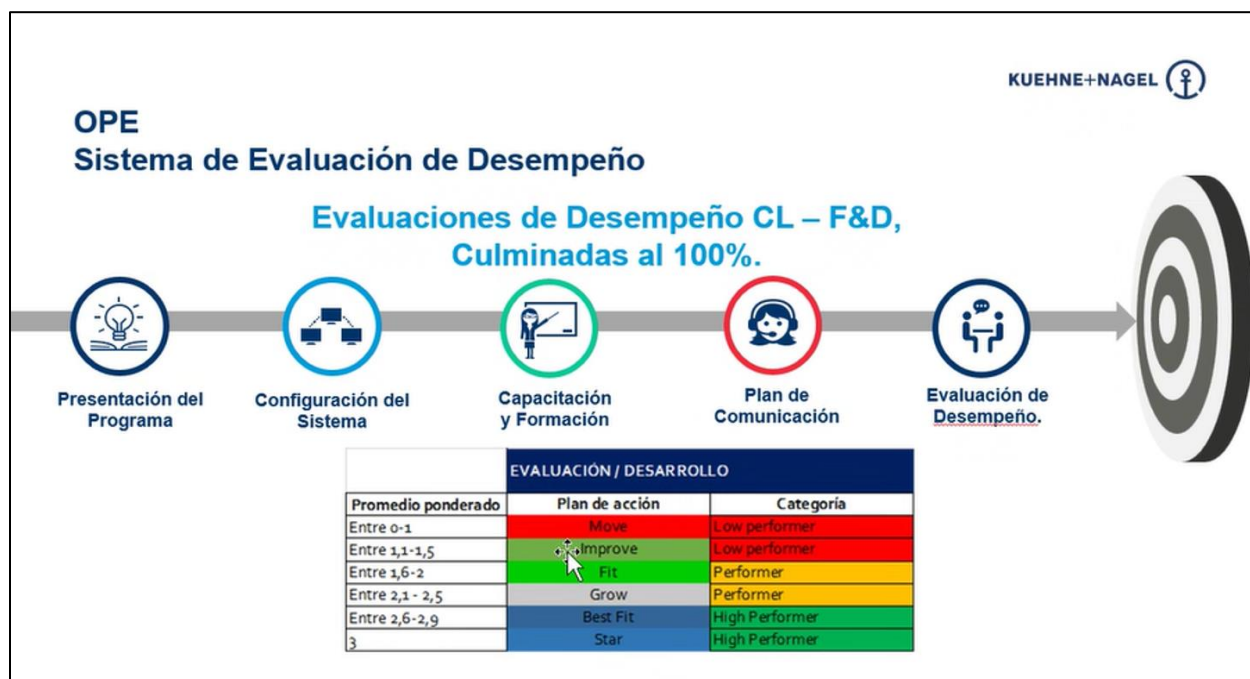 KUEHNE+NAGEL
OPE
Sistema de Evaluación de Desempeño
Evaluaciones de Desempeño CL – F&D,
Culminadas al 100%.
Presentación del
Programa
Configuración del
Sistema
Capacitación
y Formación
Plan de
Comunicación
Evaluación de
Desempeño.
EVALUACIÓN / DESARROLLO
Promedio ponderado Plan de acción Categoría
Entre 0-1 Move Low performer
Entre 1,1-1,5 Improve Low performer
Entre 1,6-2 Fit Performer
Entre 2,1 - 2,5 Grow Performer
Entre 2,6-2,9 Best Fit High Performer
3 Star High Performer